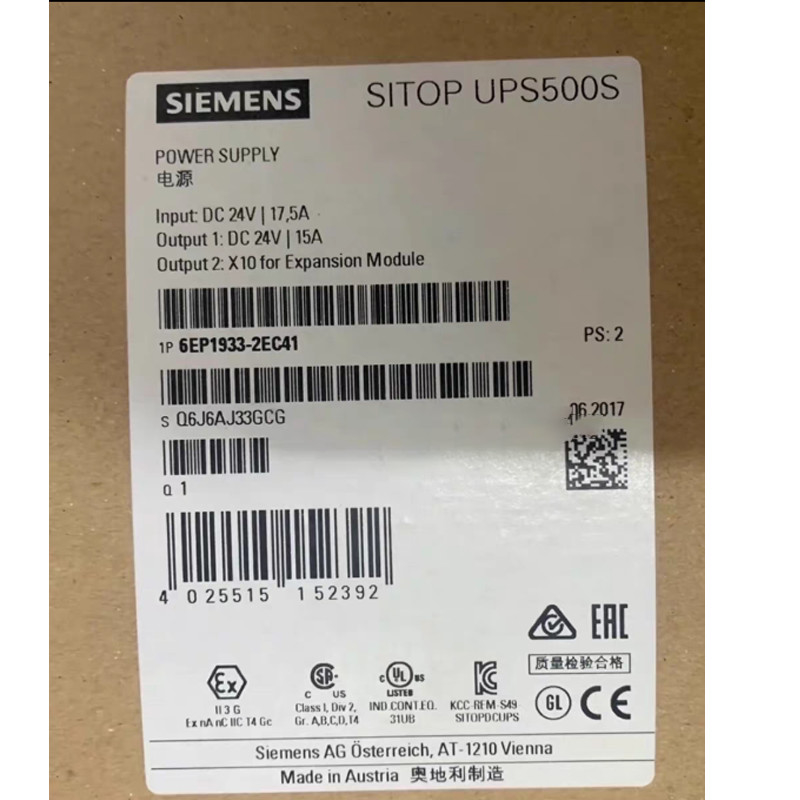 SIEMENS SITOP UPS500S
POWER SUPPLY
电源
Input: DC 24V | 17,5A
Output 1: DC 24V | 15A
Output 2: X10 for Expansion Module
1P 6EP1933-2EC41
PS: 2
S Q6J6AJ33GCG
06.2017
Q 1
4 025515 152392
EAC
质量检验合格
Ex
II 3 G
Ex nA nC IIC T4 Gc
SA
C US
Class I, Div 2,
Gr. A,B,C,D,T4
C UL US
LISTED
IND.CONT.EQ.
31UB
KCC-REM-S49
SITOPDCUPS
GL CE
Siemens AG Österreich, AT-1210 Vienna
Made in Austria 奥地利制造